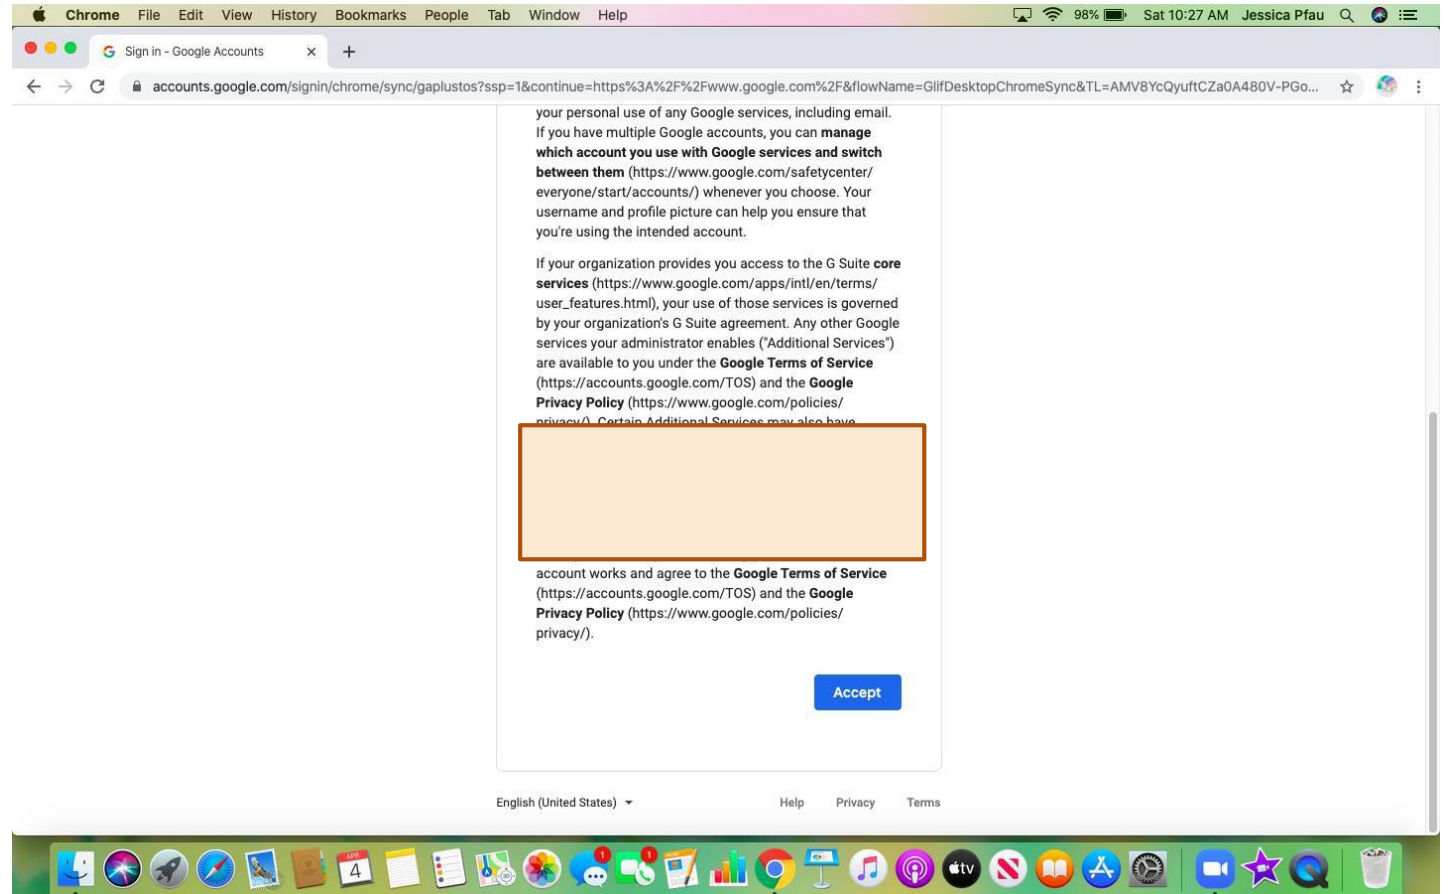 Chrome File Edit View History Bookmarks People Tab Window Help 98% Sat 10:27 AM Jessica Pfau
Sign in - Google Accounts
accounts.google.com/signin/chrome/sync/gaplustos?ssp=1&continue=https%3A%2F%2Fwww.google.com%2F&flowName=GlifDesktopChromeSync&TL=AMV8YcQyuftCZa0A480V-PGo...
your personal use of any Google services, including email.
If you have multiple Google accounts, you can manage
which account you use with Google services and switch
between them (https://www.google.com/safetycenter/
everyone/start/accounts/) whenever you choose. Your
username and profile picture can help you ensure that
you're using the intended account.
If your organization provides you access to the G Suite core
services (https://www.google.com/apps/intl/en/terms/
user_features.html), your use of those services is governed
by your organization's G Suite agreement. Any other Google
services your administrator enables ("Additional Services")
are available to you under the Google Terms of Service
(https://accounts.google.com/TOS) and the Google
Privacy Policy (https://www.google.com/policies/
privacy/). Certain Additional Services may also have
account works and agree to the Google Terms of Service
(https://accounts.google.com/TOS) and the Google
Privacy Policy (https://www.google.com/policies/
privacy/).
Accept
English (United States) Help Privacy Terms
APR
4
1
1
tv